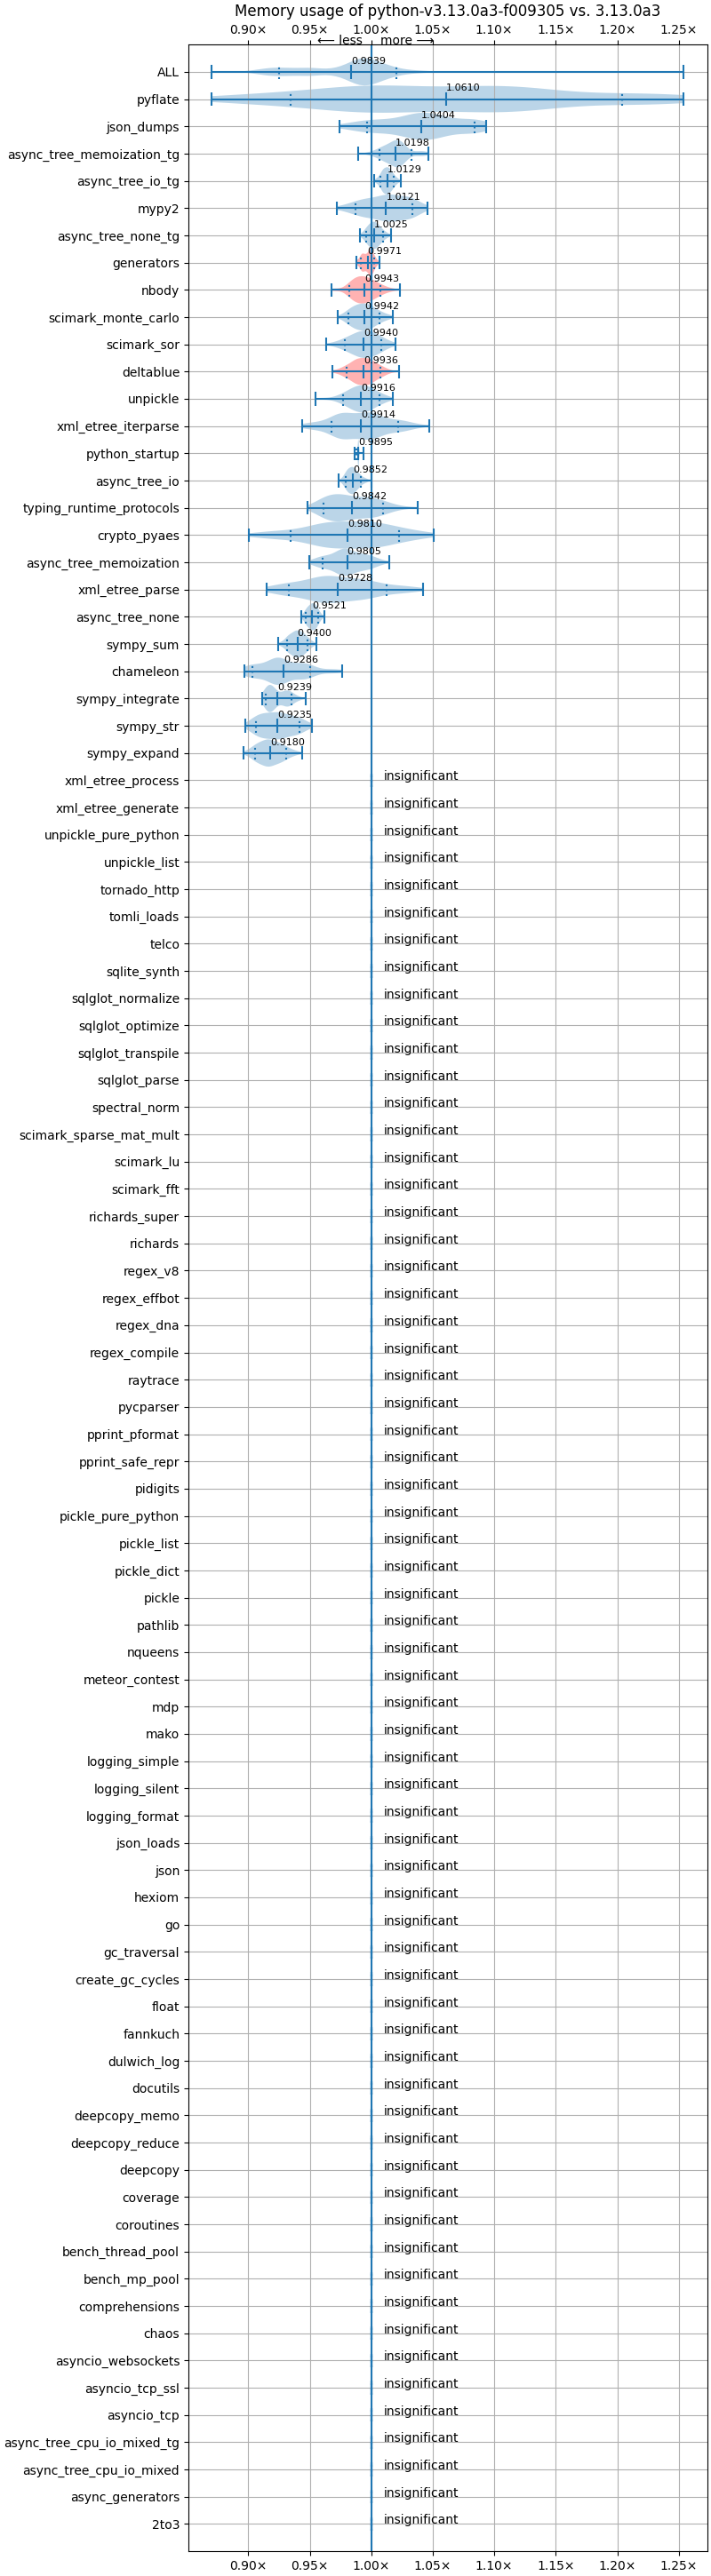 Memory usage of python-v3.13.0a3-f009305 vs. 3.13.0a3
0.90× 0.95× 1.00× 1.05× 1.10× 1.15× 1.20× 1.25×
⟵ less more ⟶
ALL 0.9839
pyflate 1.0610
json_dumps 1.0404
async_tree_memoization_tg 1.0198
async_tree_io_tg 1.0129
mypy2 1.0121
async_tree_none_tg 1.0025
generators 0.9971
nbody 0.9943
scimark_monte_carlo 0.9942
scimark_sor 0.9940
deltablue 0.9936
unpickle 0.9916
xml_etree_iterparse 0.9914
python_startup 0.9895
async_tree_io 0.9852
typing_runtime_protocols 0.9842
crypto_pyaes 0.9810
async_tree_memoization 0.9805
xml_etree_parse 0.9728
async_tree_none 0.9521
sympy_sum 0.9400
chameleon 0.9286
sympy_integrate 0.9239
sympy_str 0.9235
sympy_expand 0.9180
xml_etree_process insignificant
xml_etree_generate insignificant
unpickle_pure_python insignificant
unpickle_list insignificant
tornado_http insignificant
tomli_loads insignificant
telco insignificant
sqlite_synth insignificant
sqlglot_normalize insignificant
sqlglot_optimize insignificant
sqlglot_transpile insignificant
sqlglot_parse insignificant
spectral_norm insignificant
scimark_sparse_mat_mult insignificant
scimark_lu insignificant
scimark_fft insignificant
richards_super insignificant
richards insignificant
regex_v8 insignificant
regex_effbot insignificant
regex_dna insignificant
regex_compile insignificant
raytrace insignificant
pycparser insignificant
pprint_pformat insignificant
pprint_safe_repr insignificant
pidigits insignificant
pickle_pure_python insignificant
pickle_list insignificant
pickle_dict insignificant
pickle insignificant
pathlib insignificant
nqueens insignificant
meteor_contest insignificant
mdp insignificant
mako insignificant
logging_simple insignificant
logging_silent insignificant
logging_format insignificant
json_loads insignificant
json insignificant
hexiom insignificant
go insignificant
gc_traversal insignificant
create_gc_cycles insignificant
float insignificant
fannkuch insignificant
dulwich_log insignificant
docutils insignificant
deepcopy_memo insignificant
deepcopy_reduce insignificant
deepcopy insignificant
coverage insignificant
coroutines insignificant
bench_thread_pool insignificant
bench_mp_pool insignificant
comprehensions insignificant
chaos insignificant
asyncio_websockets insignificant
asyncio_tcp_ssl insignificant
asyncio_tcp insignificant
async_tree_cpu_io_mixed_tg insignificant
async_tree_cpu_io_mixed insignificant
async_generators insignificant
2to3 insignificant
0.90× 0.95× 1.00× 1.05× 1.10× 1.15× 1.20× 1.25×